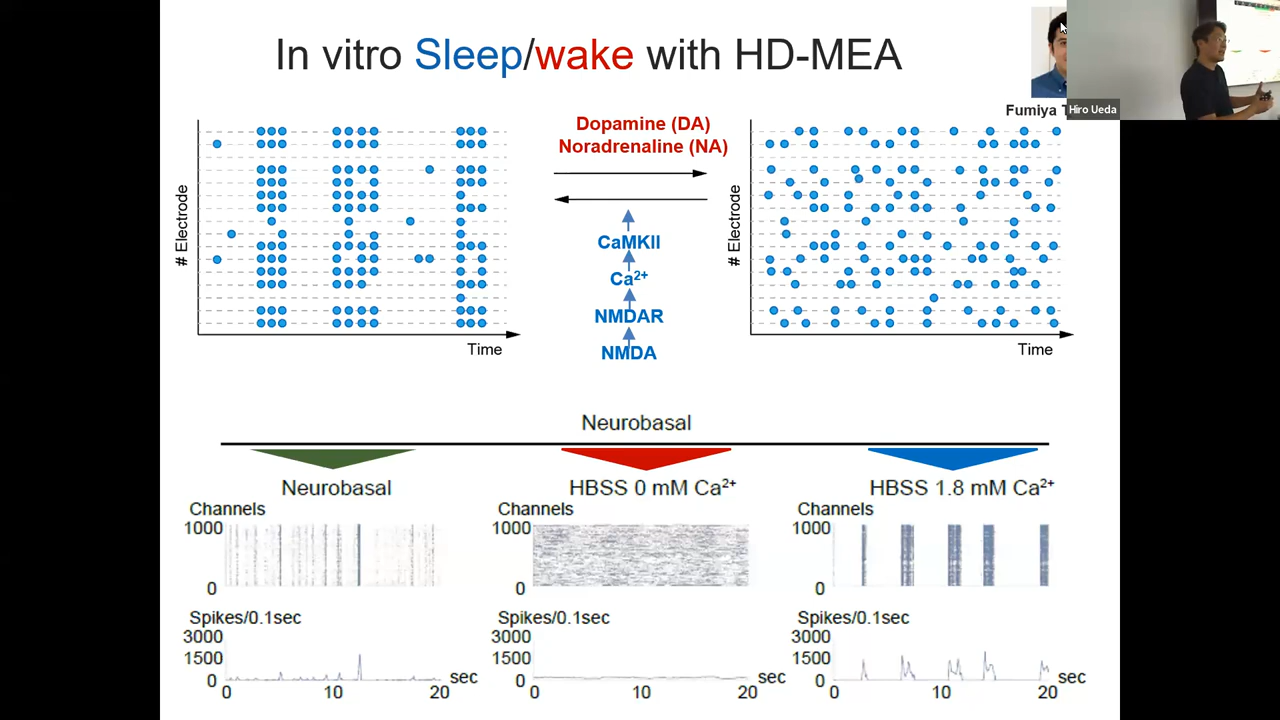 In vitro Sleep/wake with HD-MEA
Fumiya
Hiro Ueda
Dopamine (DA)
Noradrenaline (NA)
# Electrode
Time
CaMKII
Ca²⁺
NMDAR
NMDA
# Electrode
Time
Neurobasal
Neurobasal
HBSS 0 mM Ca²⁺
HBSS 1.8 mM Ca²⁺
Channels
1000
0
Channels
1000
0
Channels
1000
0
Spikes/0.1sec
3000
1500
0
0 10 20
sec
Spikes/0.1sec
3000
1500
0
0 10 20
sec
Spikes/0.1sec
3000
1500
0
0 10 20
sec